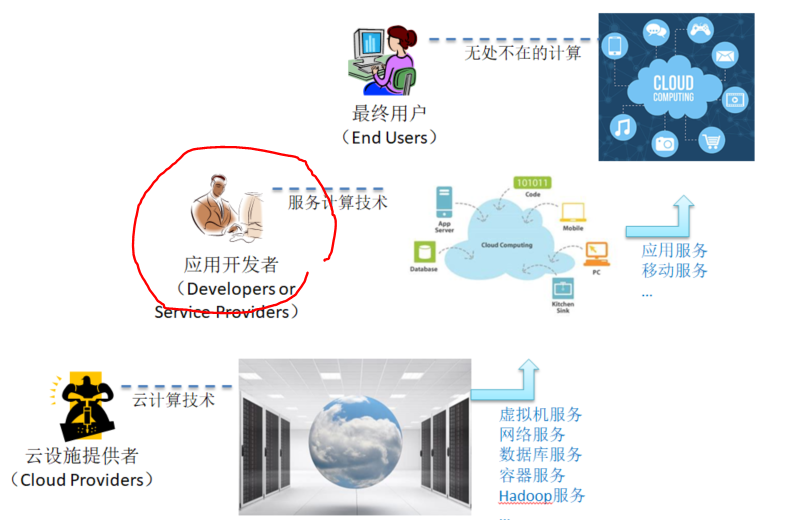 无处不在的计算
最终用户
（End Users）
CLOUD
COMPUTING
服务计算技术
应用开发者
（Developers or
Service Providers）
101011
Code
App
Server
Mobile
Cloud Computing
Database
PC
Kitchen
Sink
应用服务
移动服务
...
云计算技术
云设施提供者
（Cloud Providers）
虚拟机服务
网络服务
数据库服务
容器服务
Hadoop服务
...